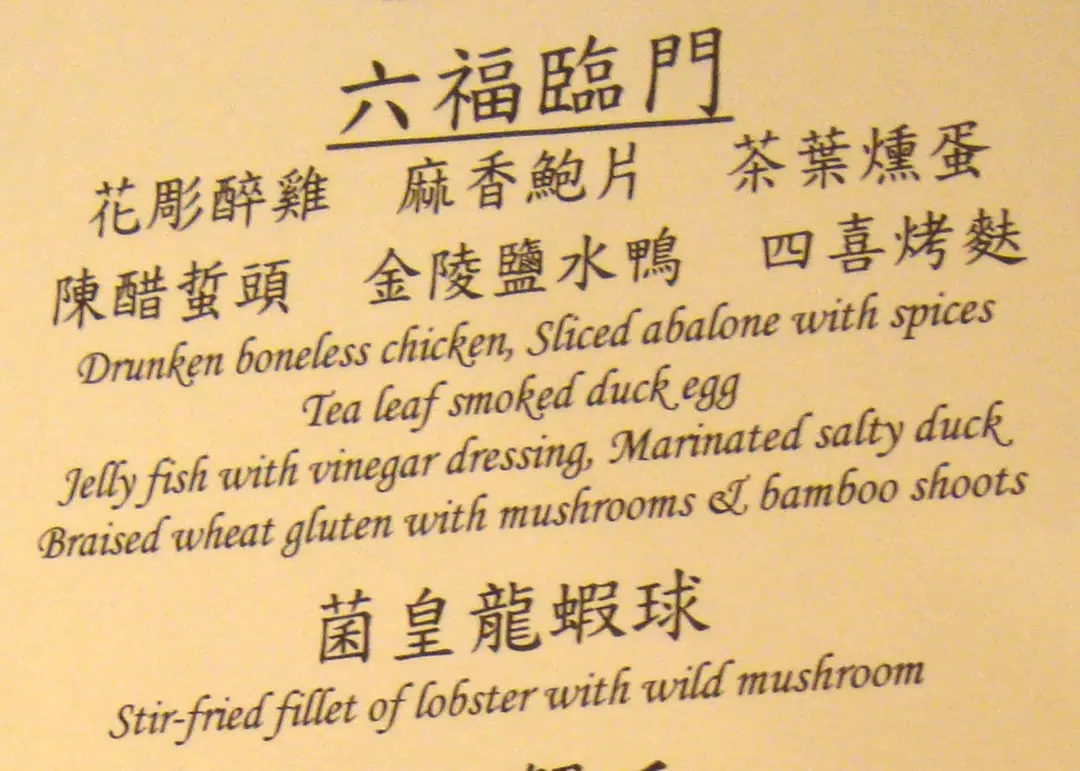 六福臨門
花彫醉雞 麻香鮑片 茶葉燻蛋
陳醋蜇頭 金陵鹽水鴨 四喜烤麩
Drunken boneless chicken, Sliced abalone with spices
Tea leaf smoked duck egg
Jelly fish with vinegar dressing, Marinated salty duck
Braised wheat gluten with mushrooms & bamboo shoots
菌皇龍蝦球
Stir-fried fillet of lobster with wild mushroom